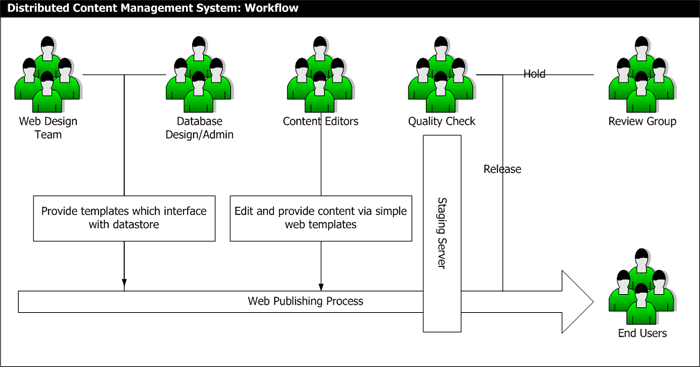 Distributed Content Management System: Workflow
Web Design
Team
Database
Design/Admin
Content Editors
Quality Check
Hold
Review Group
Release
Provide templates which interface
with datastore
Edit and provide content via simple
web templates
Staging Server
Web Publishing Process
End Users